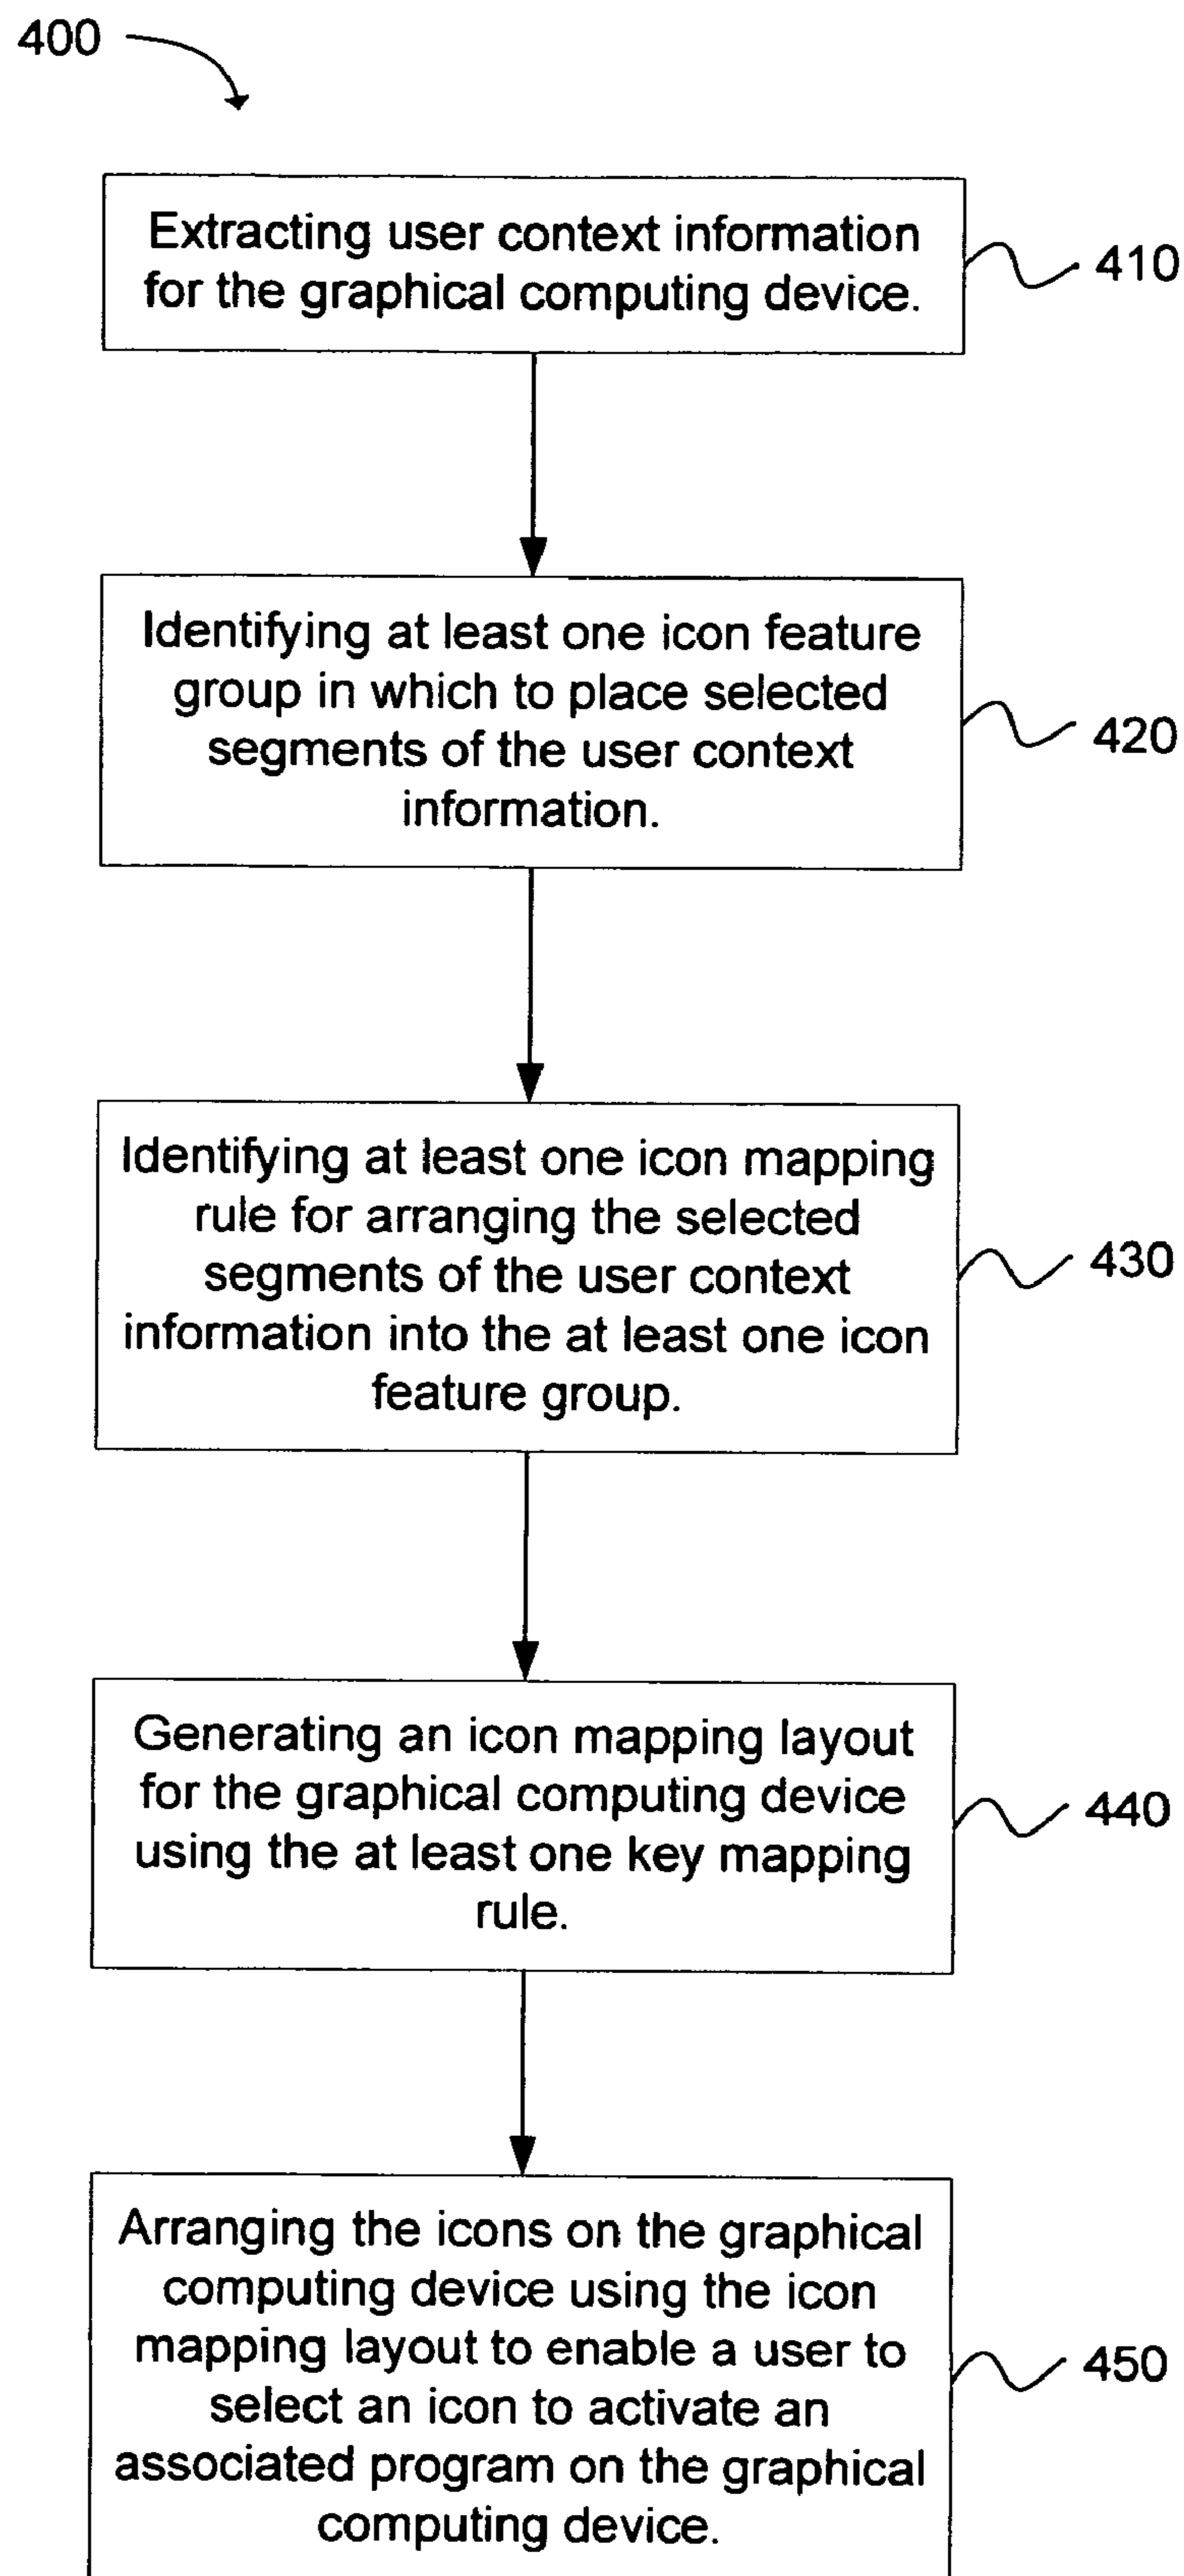 400
Extracting user context information
for the graphical computing device.
410
Identifying at least one icon feature
group in which to place selected
segments of the user context
information.
420
Identifying at least one icon mapping
rule for arranging the selected
segments of the user context
information into the at least one icon
feature group.
430
Generating an icon mapping layout
for the graphical computing device
using the at least one key mapping
rule.
440
Arranging the icons on the graphical
computing device using the icon
mapping layout to enable a user to
select an icon to activate an
associated program on the graphical
computing device.
450